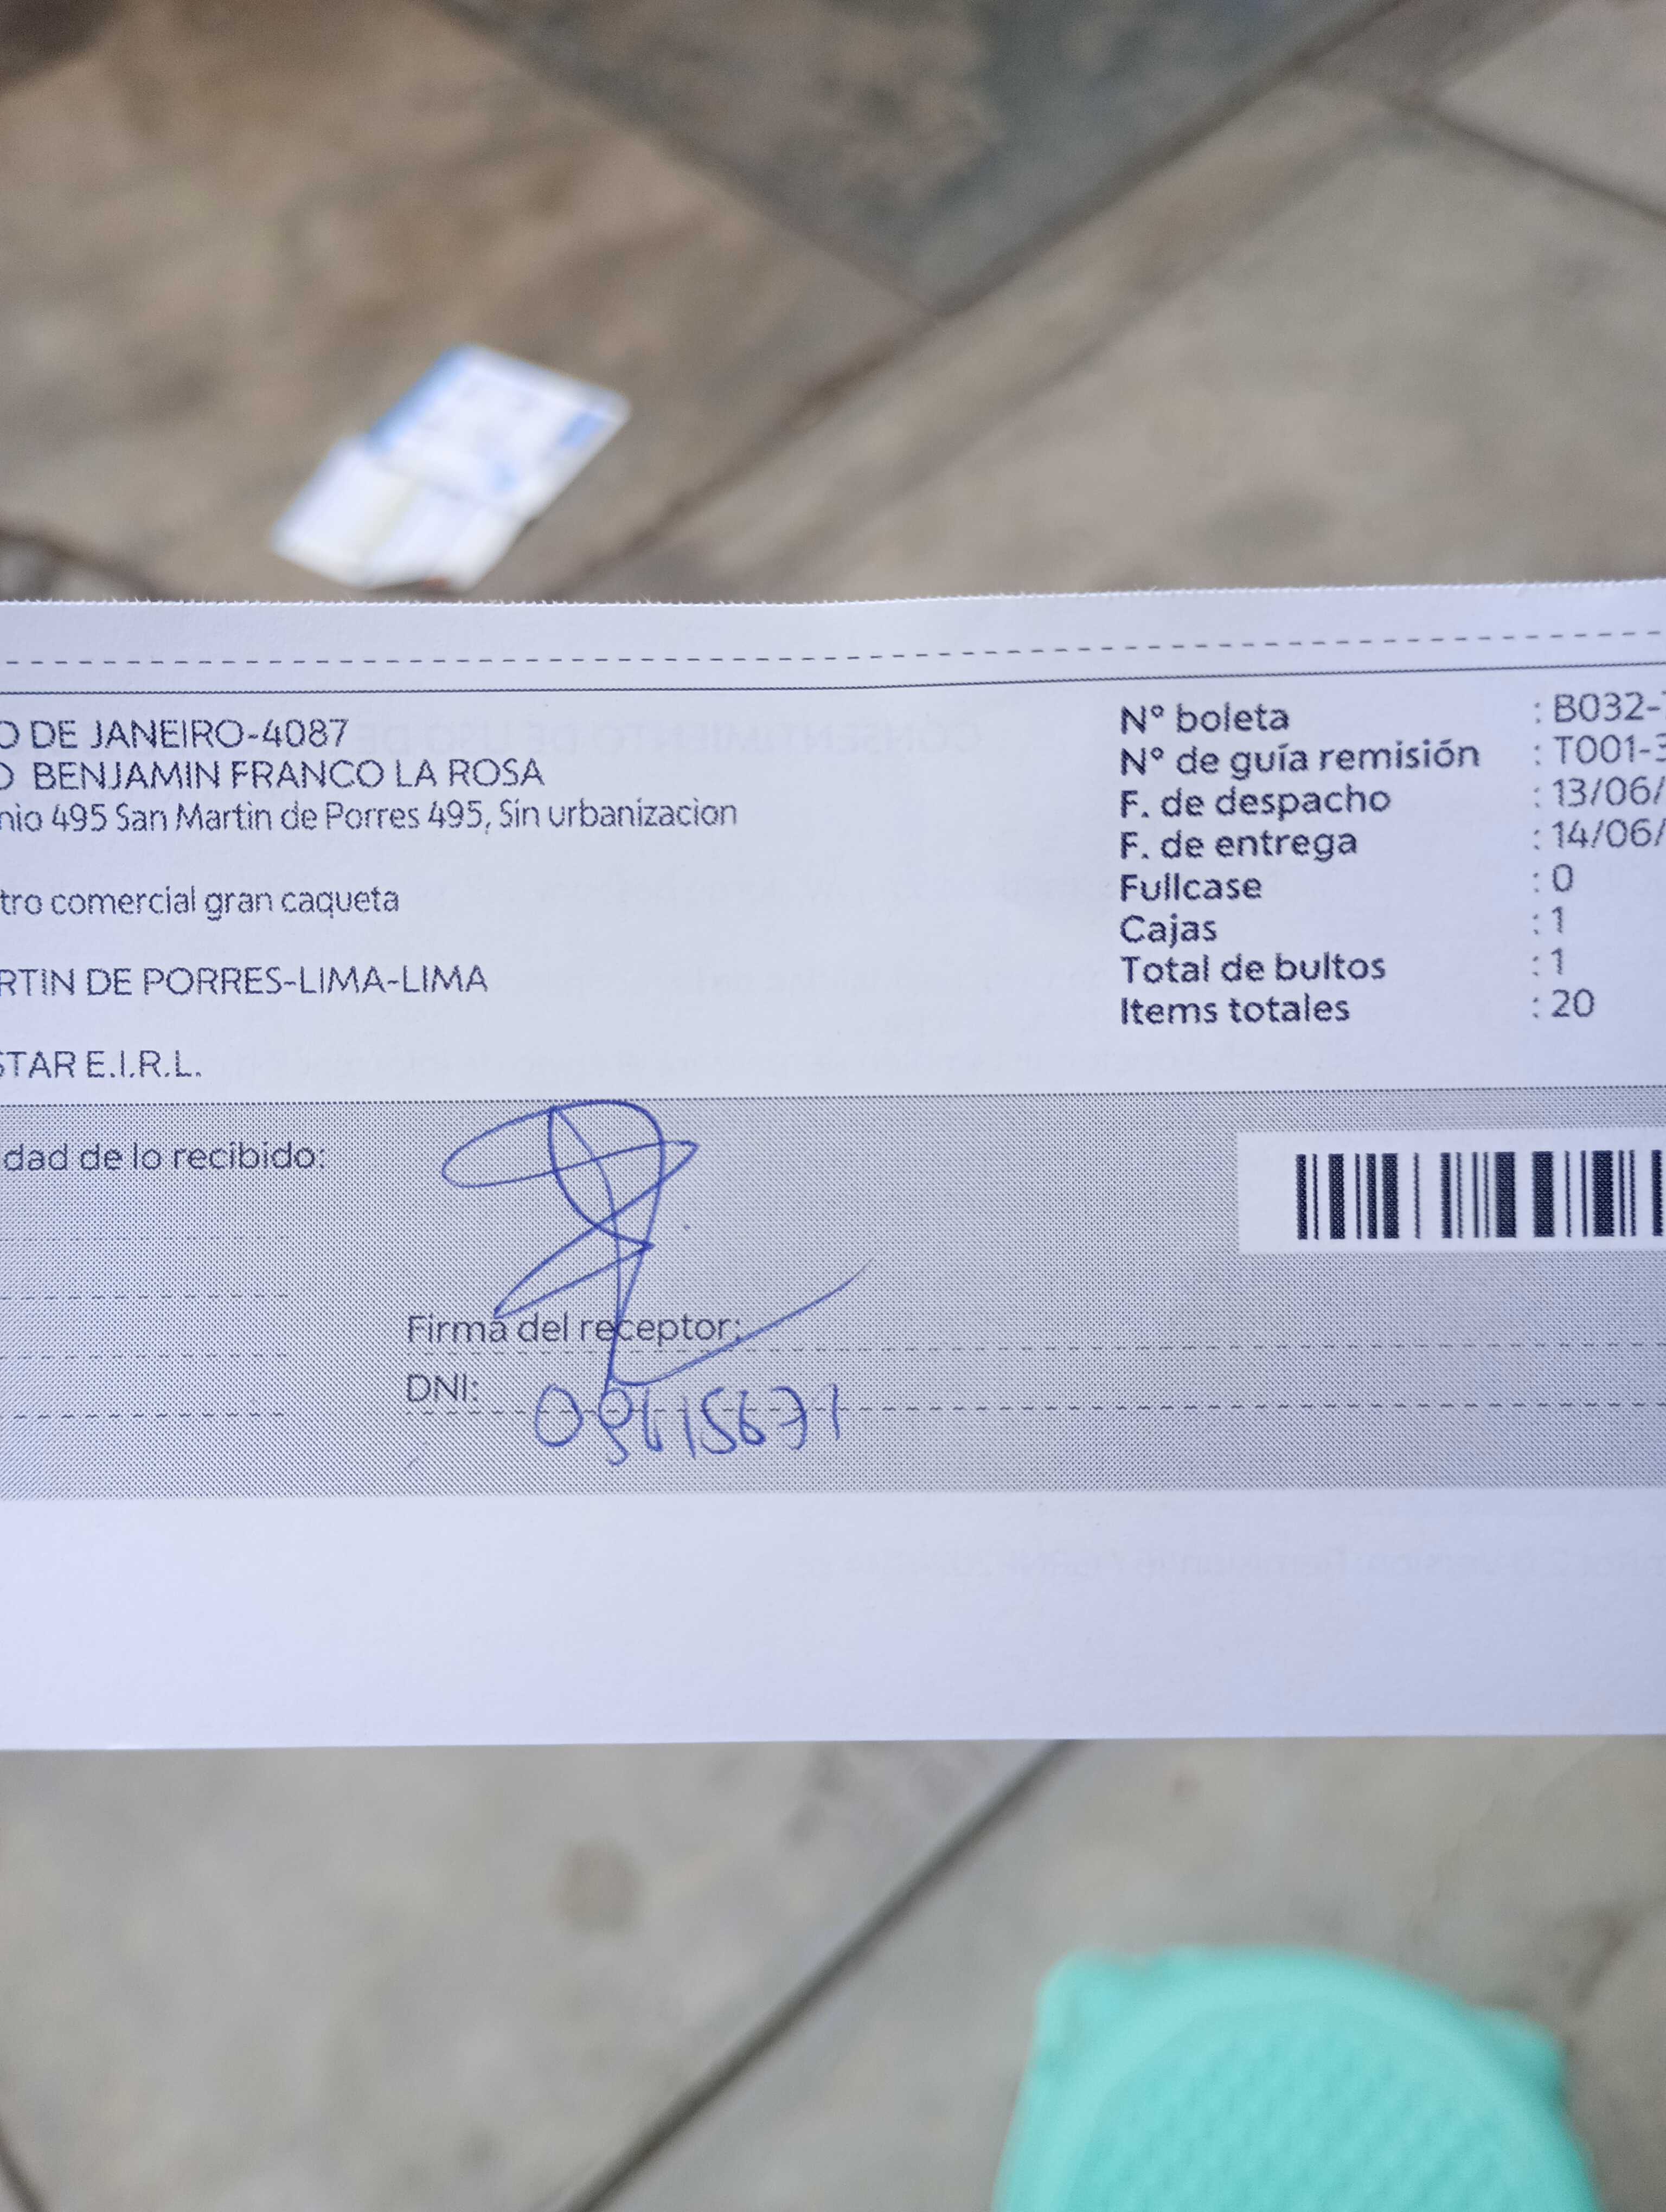 O DE JANEIRO-4087
O BENJAMIN FRANCO LA ROSA
nio 495 San Martin de Porres 495, Sin urbanizacion
tro comercial gran caqueta
RTIN DE PORRES-LIMA-LIMA
STAR E.I.R.L.
N° boleta : B032-
N° de guía remisión : T001-3
F. de despacho : 13/06/
F. de entrega : 14/06/
Fullcase : 0
Cajas : 1
Total de bultos : 1
Items totales : 20
dad de lo recibido:
Firma del receptor:
DNI: